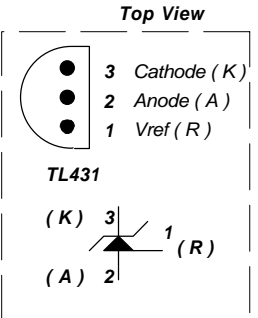 Top View
3 Cathode ( K )
2 Anode ( A )
1 Vref ( R )
TL431
( K ) 3
1
( R )
( A ) 2